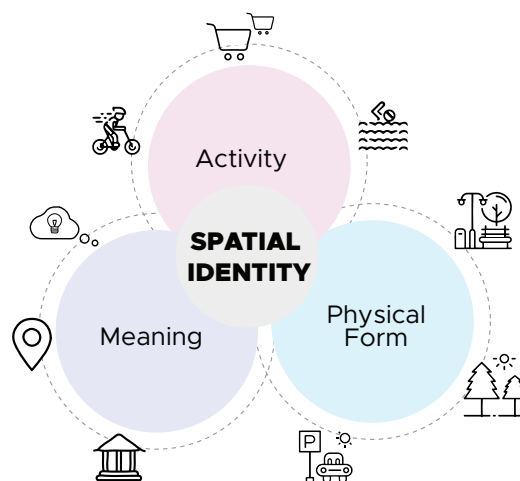 Activity
SPATIAL
IDENTITY
Meaning
Physical
Form
P